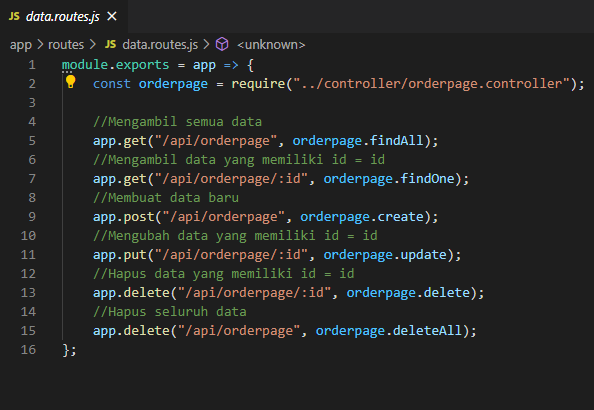 JS data.routes.js ×
app > routes > JS data.routes.js > <unknown>
1 module.exports = app => {
2 const orderpage = require("../controller/orderpage.controller");
3
4 //Mengambil semua data
5 app.get("/api/orderpage", orderpage.findAll);
6 //Mengambil data yang memiliki id = id
7 app.get("/api/orderpage/:id", orderpage.findOne);
8 //Membuat data baru
9 app.post("/api/orderpage", orderpage.create);
10 //Mengubah data yang memiliki id = id
11 app.put("/api/orderpage/:id", orderpage.update);
12 //Hapus data yang memiliki id = id
13 app.delete("/api/orderpage/:id", orderpage.delete);
14 //Hapus seluruh data
15 app.delete("/api/orderpage", orderpage.deleteAll);
16 };